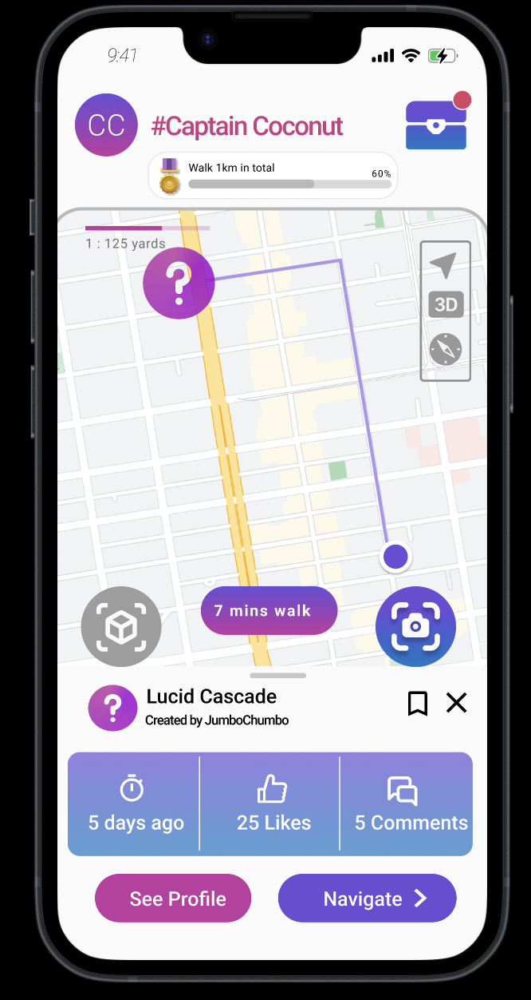 9:41
CC
#Captain Coconut
Walk 1km in total
60%
1 : 125 yards
?
3D
7 mins walk
?
Lucid Cascade
Created by JumboChumbo
5 days ago
25 Likes
5 Comments
See Profile
Navigate